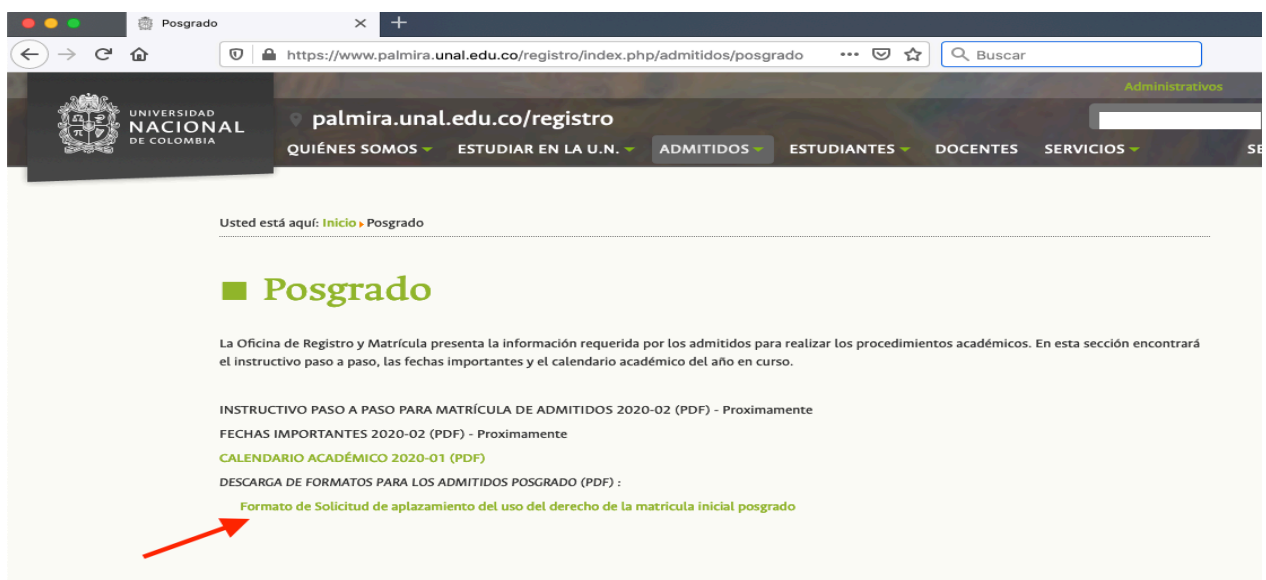 Posgrado
https://www.palmira.unal.edu.co/registro/index.php/admitidos/posgrado
Buscar
Administrativos
UNIVERSIDAD
NACIONAL
DE COLOMBIA
palmira.unal.edu.co/registro
QUIÉNES SOMOS ESTUDIAR EN LA U.N. ADMITIDOS ESTUDIANTES DOCENTES SERVICIOS SE
Usted está aquí: Inicio Posgrado
Posgrado
La Oficina de Registro y Matrícula presenta la información requerida por los admitidos para realizar los procedimientos académicos. En esta sección encontrará
el instructivo paso a paso, las fechas importantes y el calendario académico del año en curso.
INSTRUCTIVO PASO A PASO PARA MATRÍCULA DE ADMITIDOS 2020-02 (PDF) - Proximamente
FECHAS IMPORTANTES 2020-02 (PDF) - Proximamente
CALENDARIO ACADÉMICO 2020-01 (PDF)
DESCARGA DE FORMATOS PARA LOS ADMITIDOS POSGRADO (PDF) :
Formato de Solicitud de aplazamiento del uso del derecho de la matrícula inicial posgrado